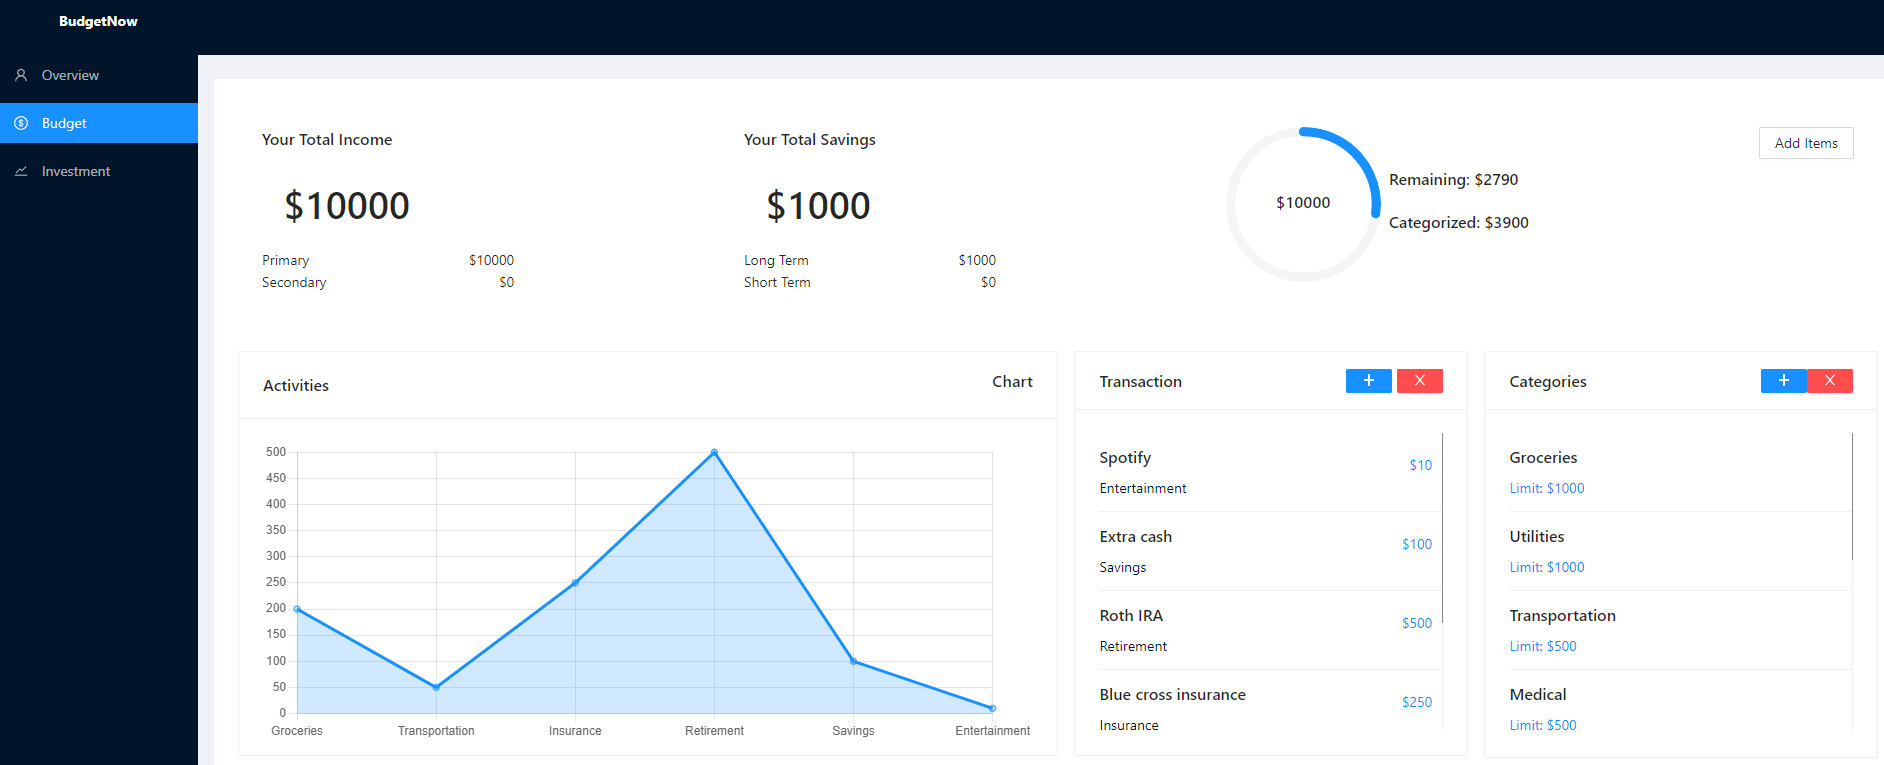 BudgetNow
Overview
Budget
Investment
Your Total Income
$10000
Primary $10000
Secondary $0
Your Total Savings
$1000
Long Term $1000
Short Term $0
$10000
Remaining: $2790
Categorized: $3900
Add Items
Activities Chart
500
450
400
350
300
250
200
150
100
50
0
Groceries Transportation Insurance Retirement Savings Entertainment
Transaction + X
Spotify $10
Entertainment
Extra cash $100
Savings
Roth IRA $500
Retirement
Blue cross insurance $250
Insurance
Categories + X
Groceries
Limit: $1000
Utilities
Limit: $1000
Transportation
Limit: $500
Medical
Limit: $500